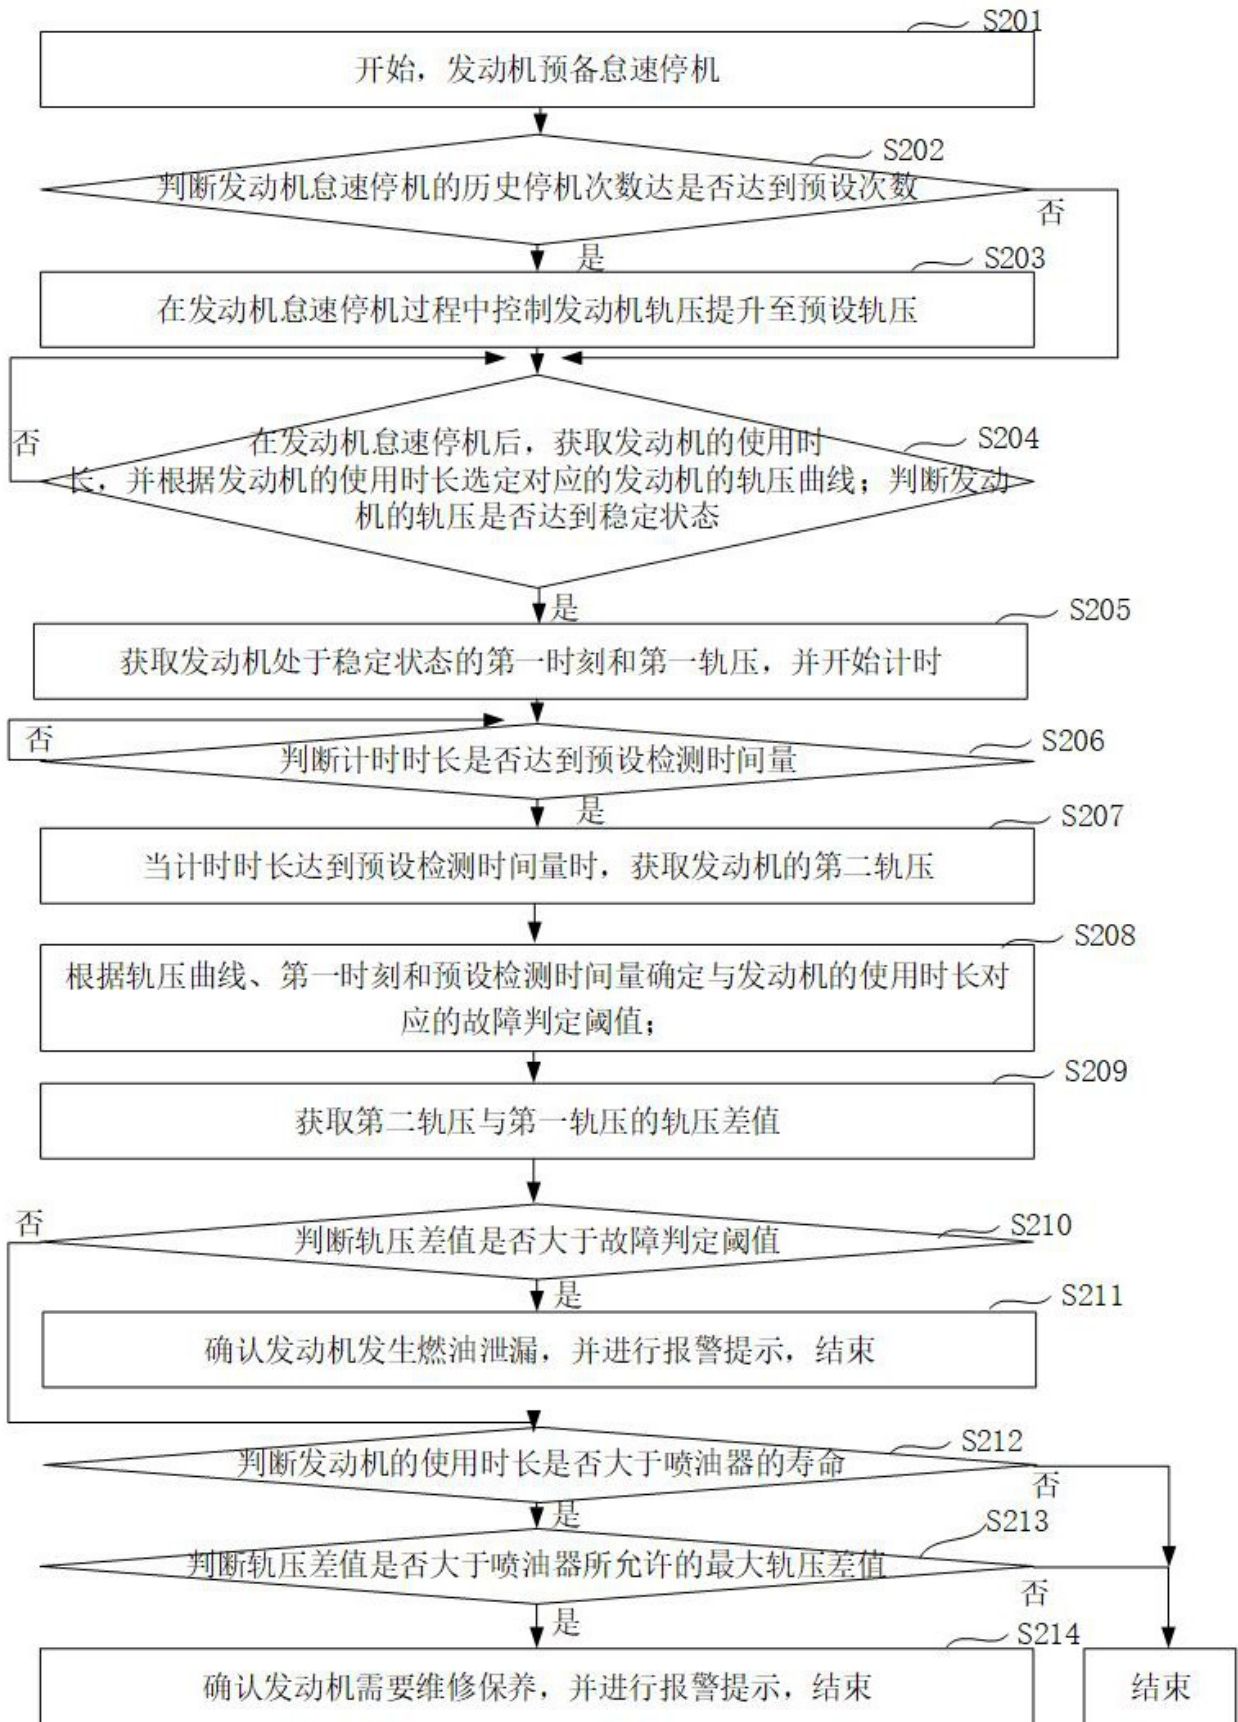 S201
开始，发动机预备怠速停机
S202
判断发动机怠速停机的历史停机次数达是否达到预设次数
否
是
S203
在发动机怠速停机过程中控制发动机轨压提升至预设轨压
否
在发动机怠速停机后，获取发动机的使用时
S204
长，并根据发动机的使用时长选定对应的发动机的轨压曲线；判断发动
机的轨压是否达到稳定状态
是
S205
获取发动机处于稳定状态的第一时刻和第一轨压，并开始计时
否
S206
判断计时时长是否达到预设检测时间量
是
S207
当计时时长达到预设检测时间量时，获取发动机的第二轨压
S208
根据轨压曲线、第一时刻和预设检测时间量确定与发动机的使用时长对
应的故障判定阈值；
S209
获取第二轨压与第一轨压的轨压差值
否
S210
判断轨压差值是否大于故障判定阈值
是
S211
确认发动机发生燃油泄漏，并进行报警提示，结束
S212
判断发动机的使用时长是否大于喷油器的寿命
否
是
S213
判断轨压差值是否大于喷油器所允许的最大轨压差值
否
是
S214
确认发动机需要维修保养，并进行报警提示，结束
结束